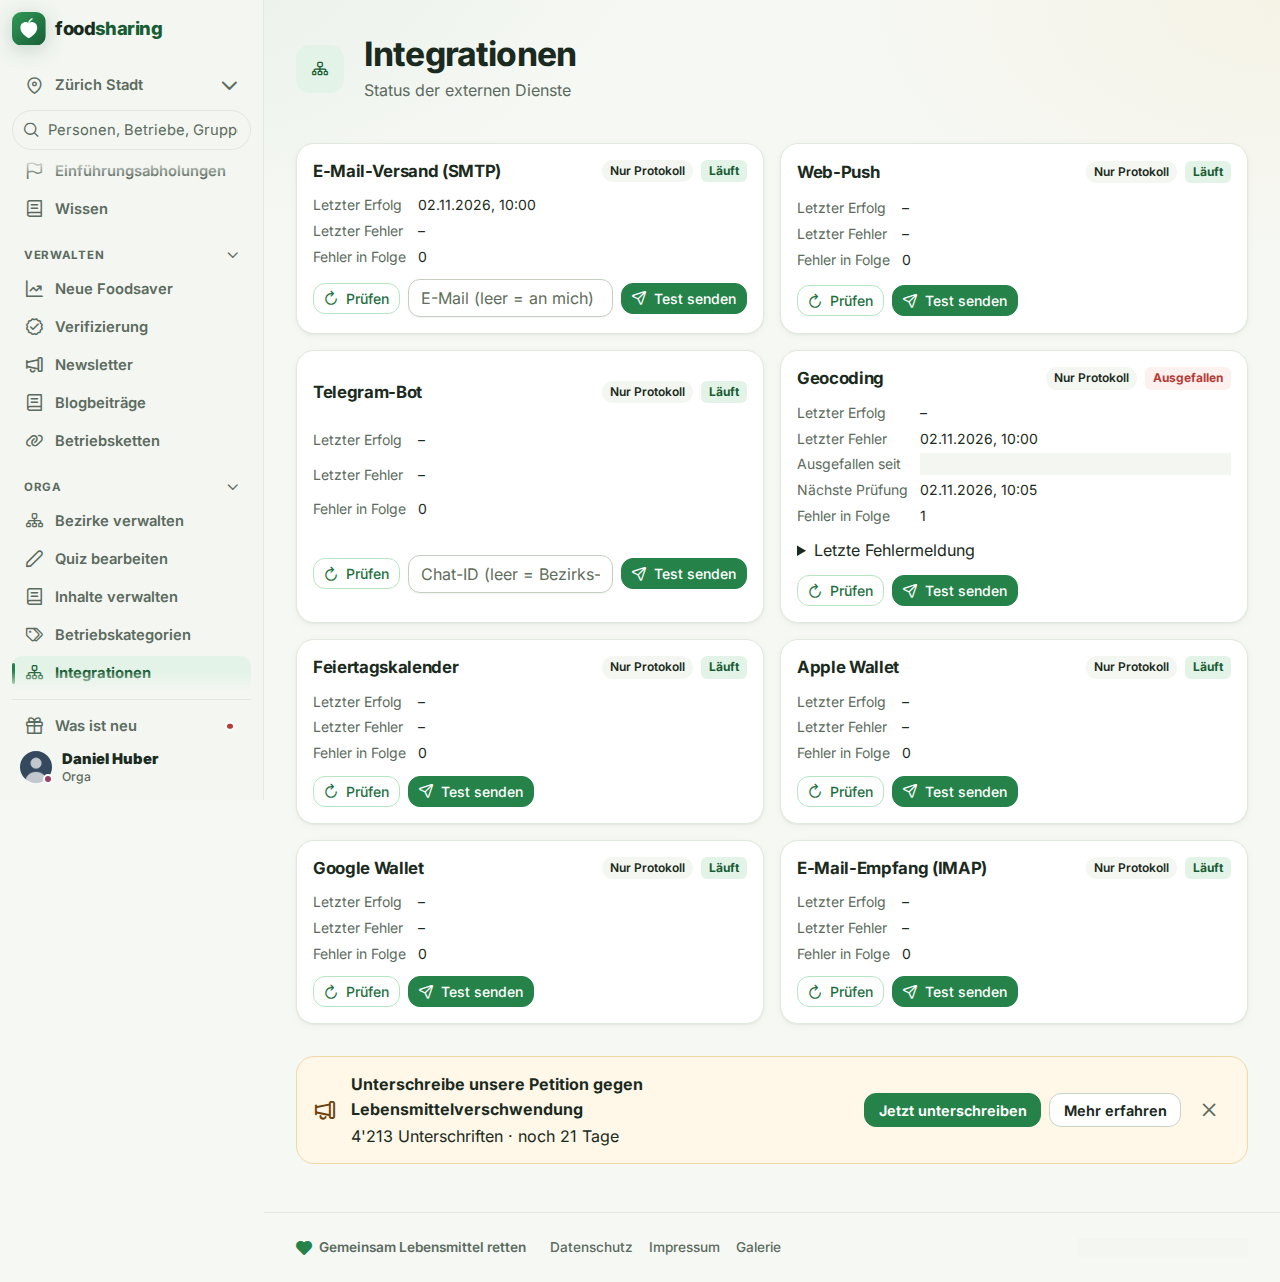 foodsharing
Zürich Stadt
Personen, Betriebe, Grupp
Einführungsabholungen
Wissen
VERWALTEN
Neue Foodsaver
Verifizierung
Newsletter
Blogbeiträge
Betriebsketten
ORGA
Bezirke verwalten
Quiz bearbeiten
Inhalte verwalten
Betriebskategorien
Integrationen
Was ist neu
Daniel Huber
Orga
Integrationen
Status der externen Dienste
E-Mail-Versand (SMTP) Nur Protokoll Läuft
Letzter Erfolg 02.11.2026, 10:00
Letzter Fehler –
Fehler in Folge 0
Prüfen E-Mail (leer = an mich) Test senden
Web-Push Nur Protokoll Läuft
Letzter Erfolg –
Letzter Fehler –
Fehler in Folge 0
Prüfen Test senden
Telegram-Bot Nur Protokoll Läuft
Letzter Erfolg –
Letzter Fehler –
Fehler in Folge 0
Prüfen Chat-ID (leer = Bezirks- Test senden
Geocoding Nur Protokoll Ausgefallen
Letzter Erfolg –
Letzter Fehler 02.11.2026, 10:00
Ausgefallen seit
Nächste Prüfung 02.11.2026, 10:05
Fehler in Folge 1
Letzte Fehlermeldung
Prüfen Test senden
Feiertagskalender Nur Protokoll Läuft
Letzter Erfolg –
Letzter Fehler –
Fehler in Folge 0
Prüfen Test senden
Apple Wallet Nur Protokoll Läuft
Letzter Erfolg –
Letzter Fehler –
Fehler in Folge 0
Prüfen Test senden
Google Wallet Nur Protokoll Läuft
Letzter Erfolg –
Letzter Fehler –
Fehler in Folge 0
Prüfen Test senden
E-Mail-Empfang (IMAP) Nur Protokoll Läuft
Letzter Erfolg –
Letzter Fehler –
Fehler in Folge 0
Prüfen Test senden
Unterschreibe unsere Petition gegen
Lebensmittelverschwendung
4'213 Unterschriften · noch 21 Tage
Jetzt unterschreiben Mehr erfahren
Gemeinsam Lebensmittel retten Datenschutz Impressum Galerie